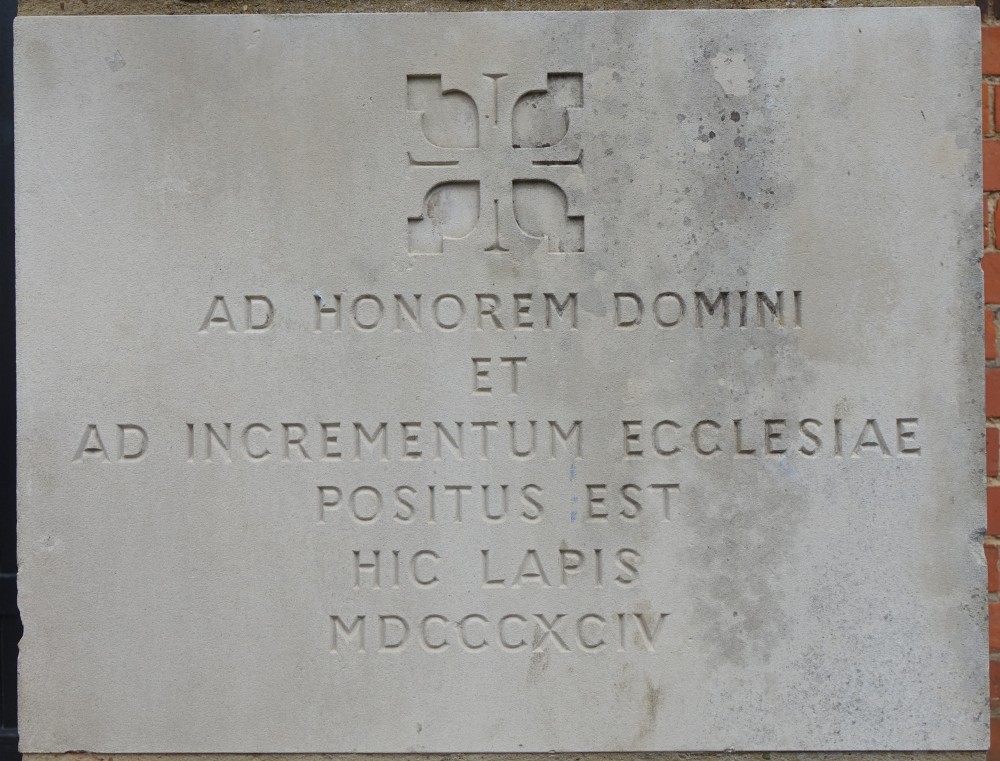 AD HONOREM DOMINI
ET
AD INCREMENTUM ECCLESIAE
POSITUS EST
HIC LAPIS
MDCCCXCIV